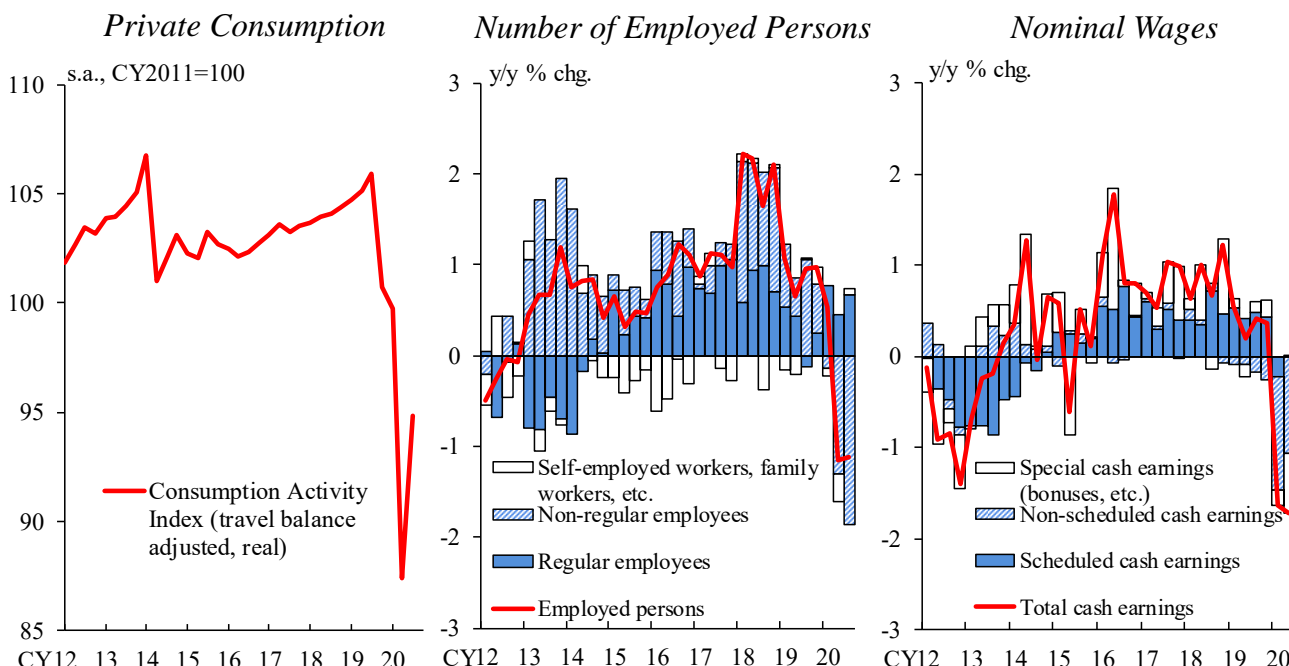 Private Consumption
s.a., CY2011=100
110
105
100
95
90
85
Consumption Activity
Index (travel balance
adjusted, real)
CY12 13 14 15 16 17 18 19 20
Number of Employed Persons
y/y % chg.
3
2
1
0
-1
-2
-3
Self-employed workers, family
workers, etc.
Non-regular employees
Regular employees
Employed persons
CY12 13 14 15 16 17 18 19 20
Nominal Wages
y/y % chg.
3
2
1
0
-1
-2
-3
Special cash earnings
(bonuses, etc.)
Non-scheduled cash earnings
Scheduled cash earnings
Total cash earnings
CY12 13 14 15 16 17 18 19 20